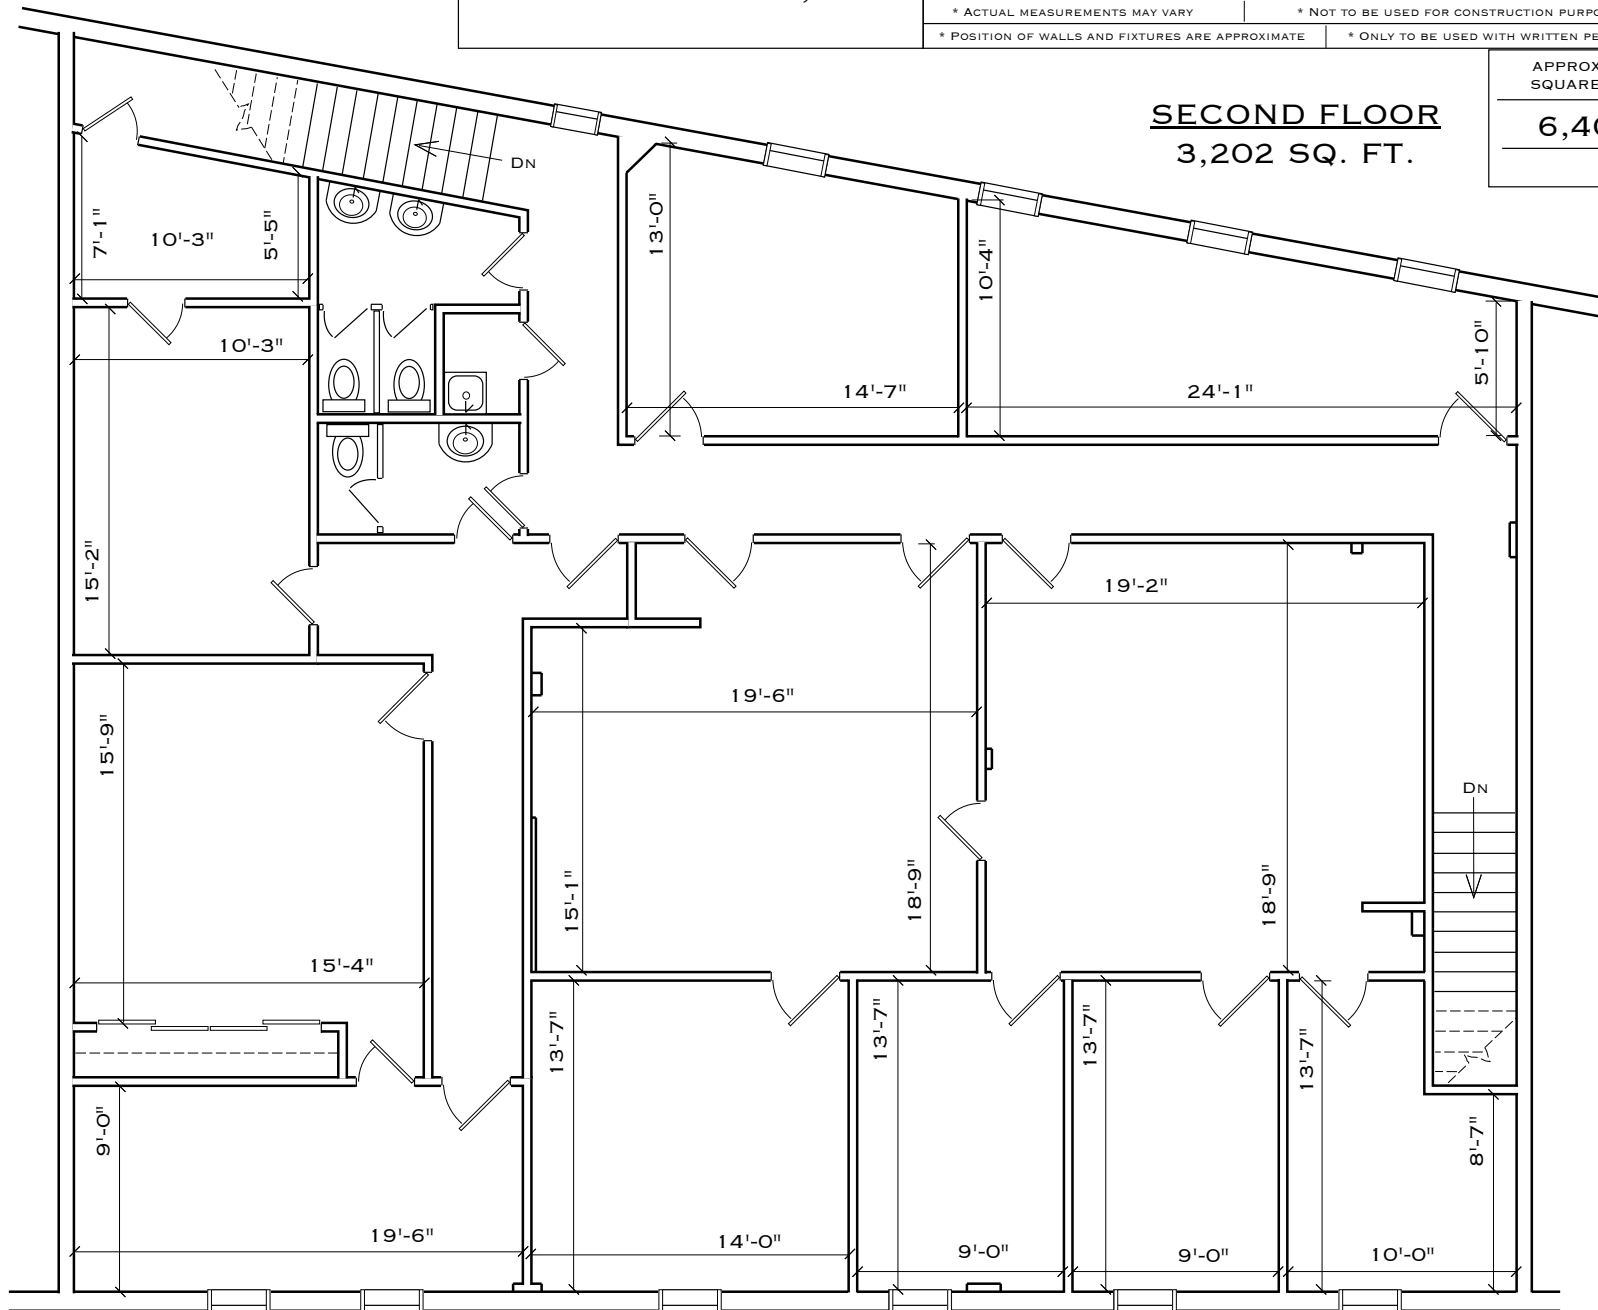 * ACTUAL MEASUREMENTS MAY VARY
* NOT TO BE USED FOR CONSTRUCTION
* POSITION OF WALLS AND FIXTURES ARE APPROXIMATE
* ONLY TO BE USED WITH WRITTEN
SECOND FLOOR
3,202 SQ. FT.
APPROX
SQUARE
6,40
DN
7'-1"
10'-3"
5'-5"
13'-0"
10'-4"
5'-10"
10'-3"
14'-7"
24'-1"
15'-2"
19'-2"
19'-6"
15'-9"
DN
15'-1"
18'-9"
18'-9"
15'-4"
13'-7"
13'-7"
13'-7"
13'-7"
9'-0"
8'-7"
19'-6"
14'-0"
9'-0"
9'-0"
10'-0"